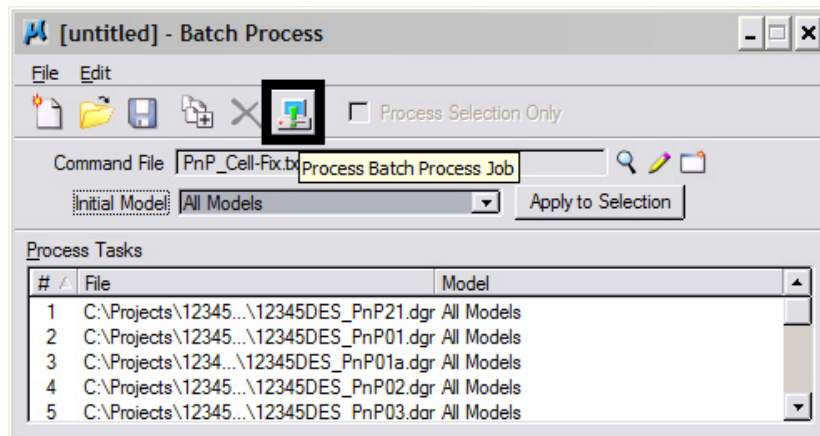 [untitled] - Batch Process
File Edit
Process Selection Only
Command File PnP_Cell-Fix.tx
Process Batch Process Job
Initial Model All Models Apply to Selection
Process Tasks
# File Model
1 C:\Projects\12345...\12345DES_PnP21.dgr All Models
2 C:\Projects\12345...\12345DES_PnP01.dgr All Models
3 C:\Projects\1234...\12345DES_PnP01a.dgr All Models
4 C:\Projects\12345...\12345DES_PnP02.dgr All Models
5 C:\Projects\12345...\12345DES_PnP03.dgr All Models